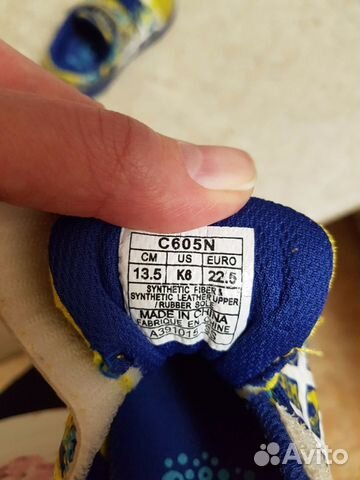 C605N
CM US EURO
13.5 K6 22.5
SYNTHETIC FIBER &
SYNTHETIC LEATHER UPPER
/RUBBER SOLE
MADE IN CHINA
FABRIQUE EN CHINE
Avito